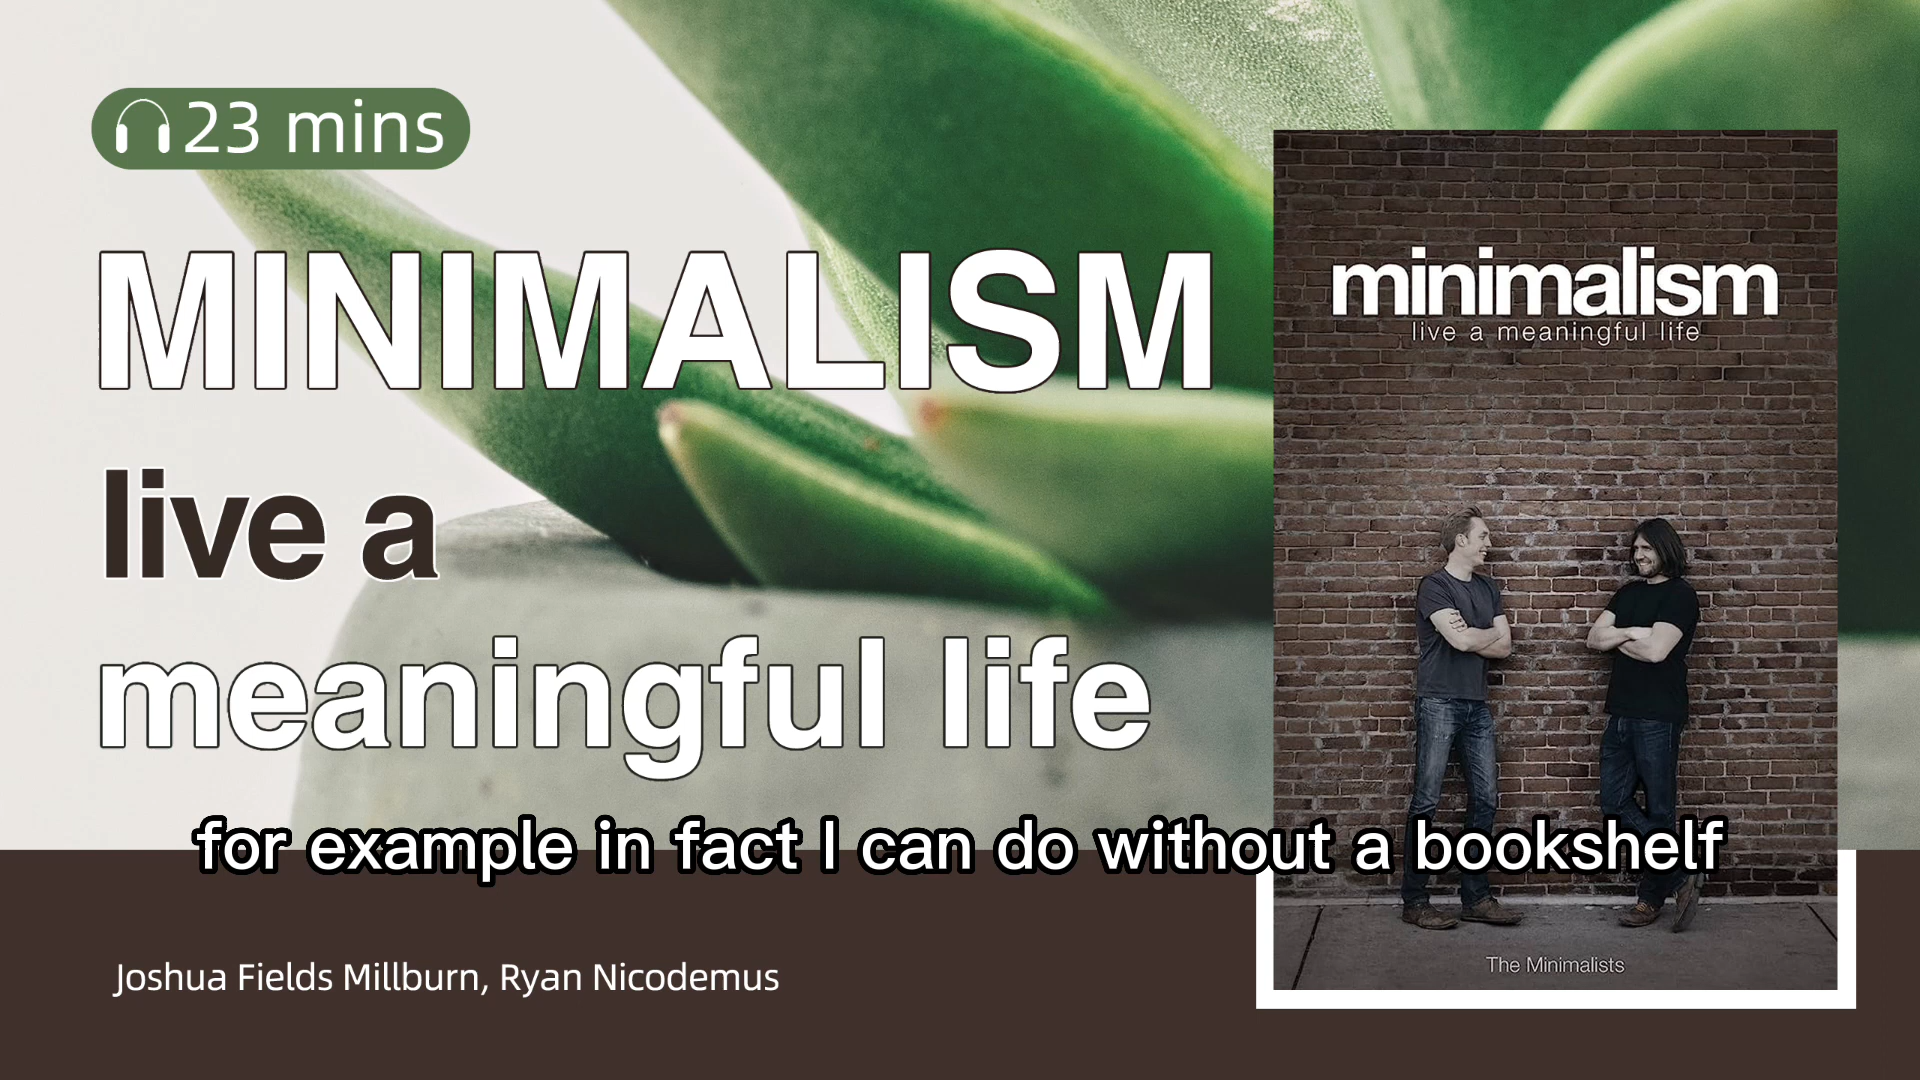 23 mins
MINIMALISM
live a
meaningful life
minimalism
live a meaningful life
for example in fact I can do without a bookshelf
Joshua Fields Millburn, Ryan Nicodemus
The Minimalists